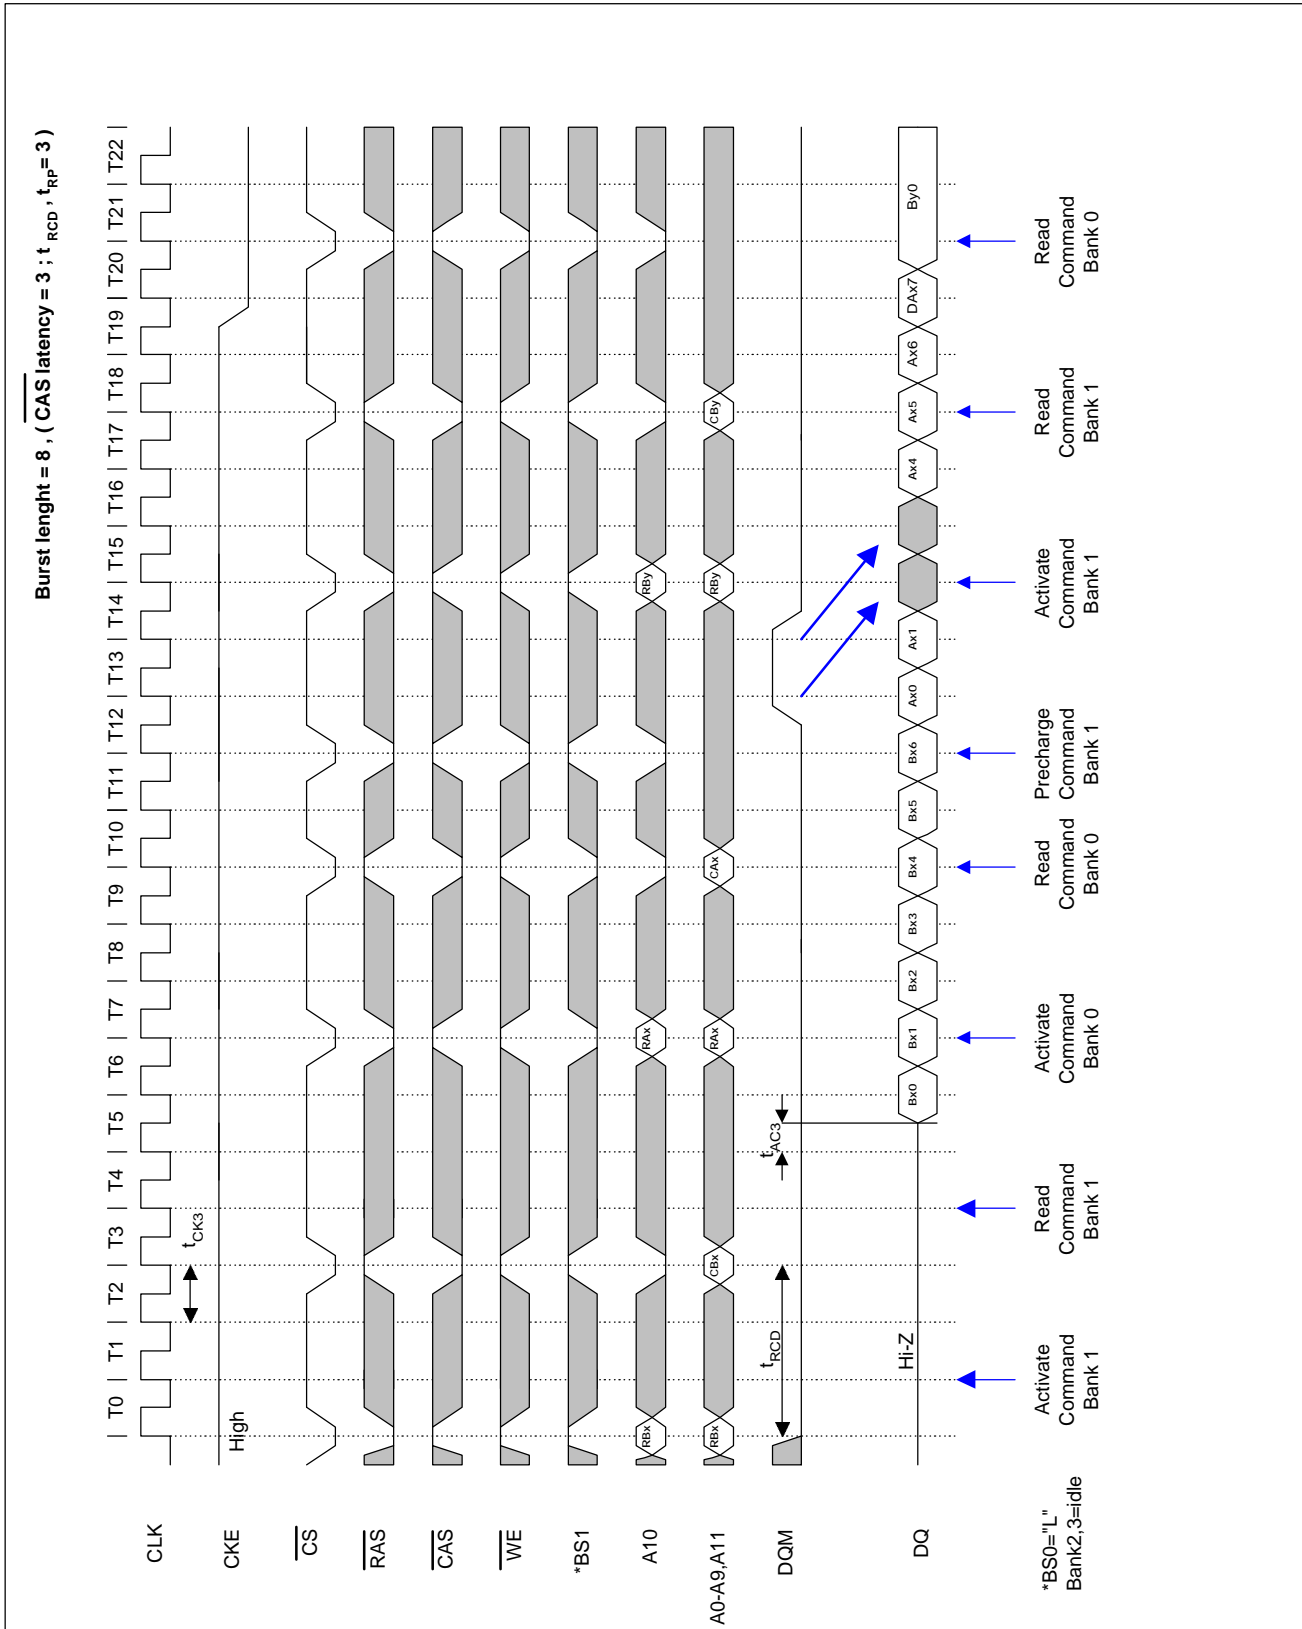 Burst lenght = 8 , ( CAS latency = 3 ; t RCD , tRP= 3 )
T0 T1 T2 T3 T4 T5 T6 T7 T8 T9 T10 T11 T12 T13 T14 T15 T16 T17 T18 T19 T20 T21 T22
CLK
tCK3
CKE
High
CS
RAS
CAS
WE
*BS1
A10
RBx RAx RBy
A0-A9,A11
RBx CBx RAx CAx RBy CBy
DQM
tRCD
tAC3
DQ
Hi-Z
Bx0 Bx1 Bx2 Bx3 Bx4 Bx5 Bx6 Ax0 Ax1 Ax4 Ax5 Ax6 DAx7 By0
*BS0="L"
Bank2,3=idle
Activate
Command
Bank 1
Read
Command
Bank 1
Activate
Command
Bank 0
Read
Command
Bank 0
Precharge
Command
Bank 1
Activate
Command
Bank 1
Read
Command
Bank 1
Read
Command
Bank 0